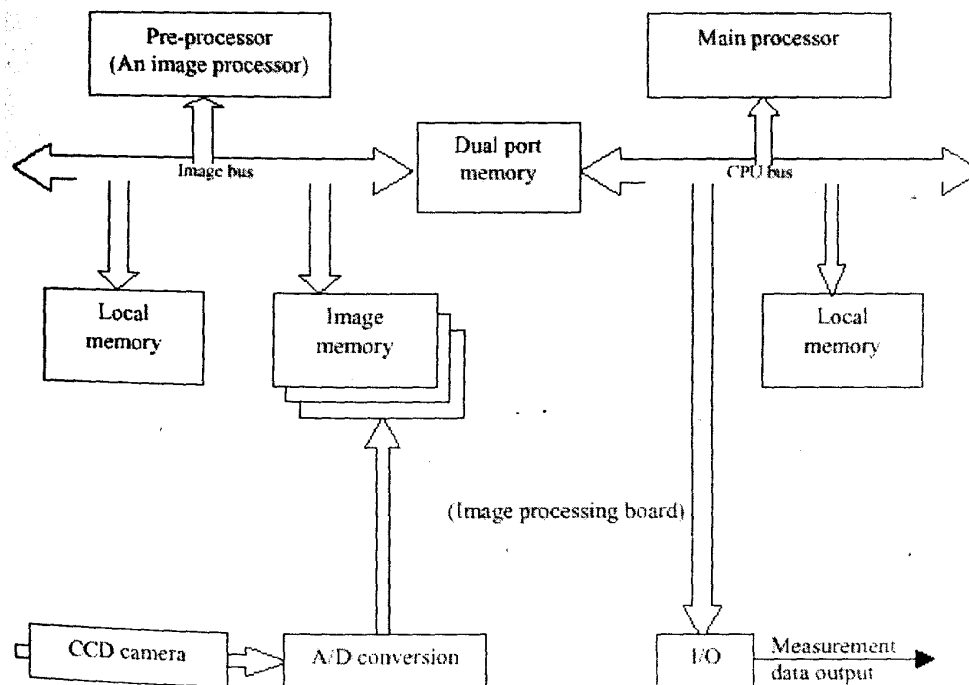 Pre-processor
(An image processor)
Main processor
Dual port
memory
Image bus
CPU bus
Local
memory
Image
memory
Local
memory
(Image processing board)
CCD camera
A/D conversion
I/O
Measurement
data output